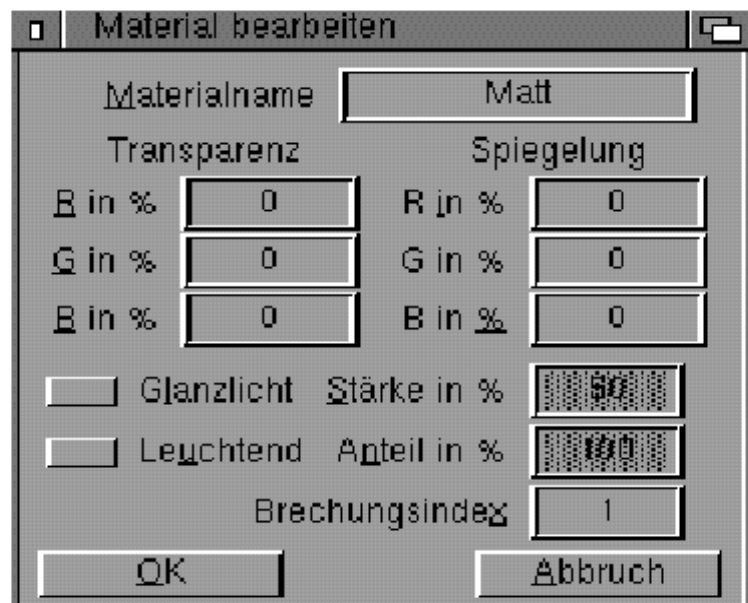 Material bearbeiten
Materialname Matt
Transparenz Spiegelung
R in % 0 R in % 0
G in % 0 G in % 0
B in % 0 B in % 0
Glanzlicht Stärke in % 50
Leuchtend Anteil in % 100
Brechungsindex 1
OK Abbruch